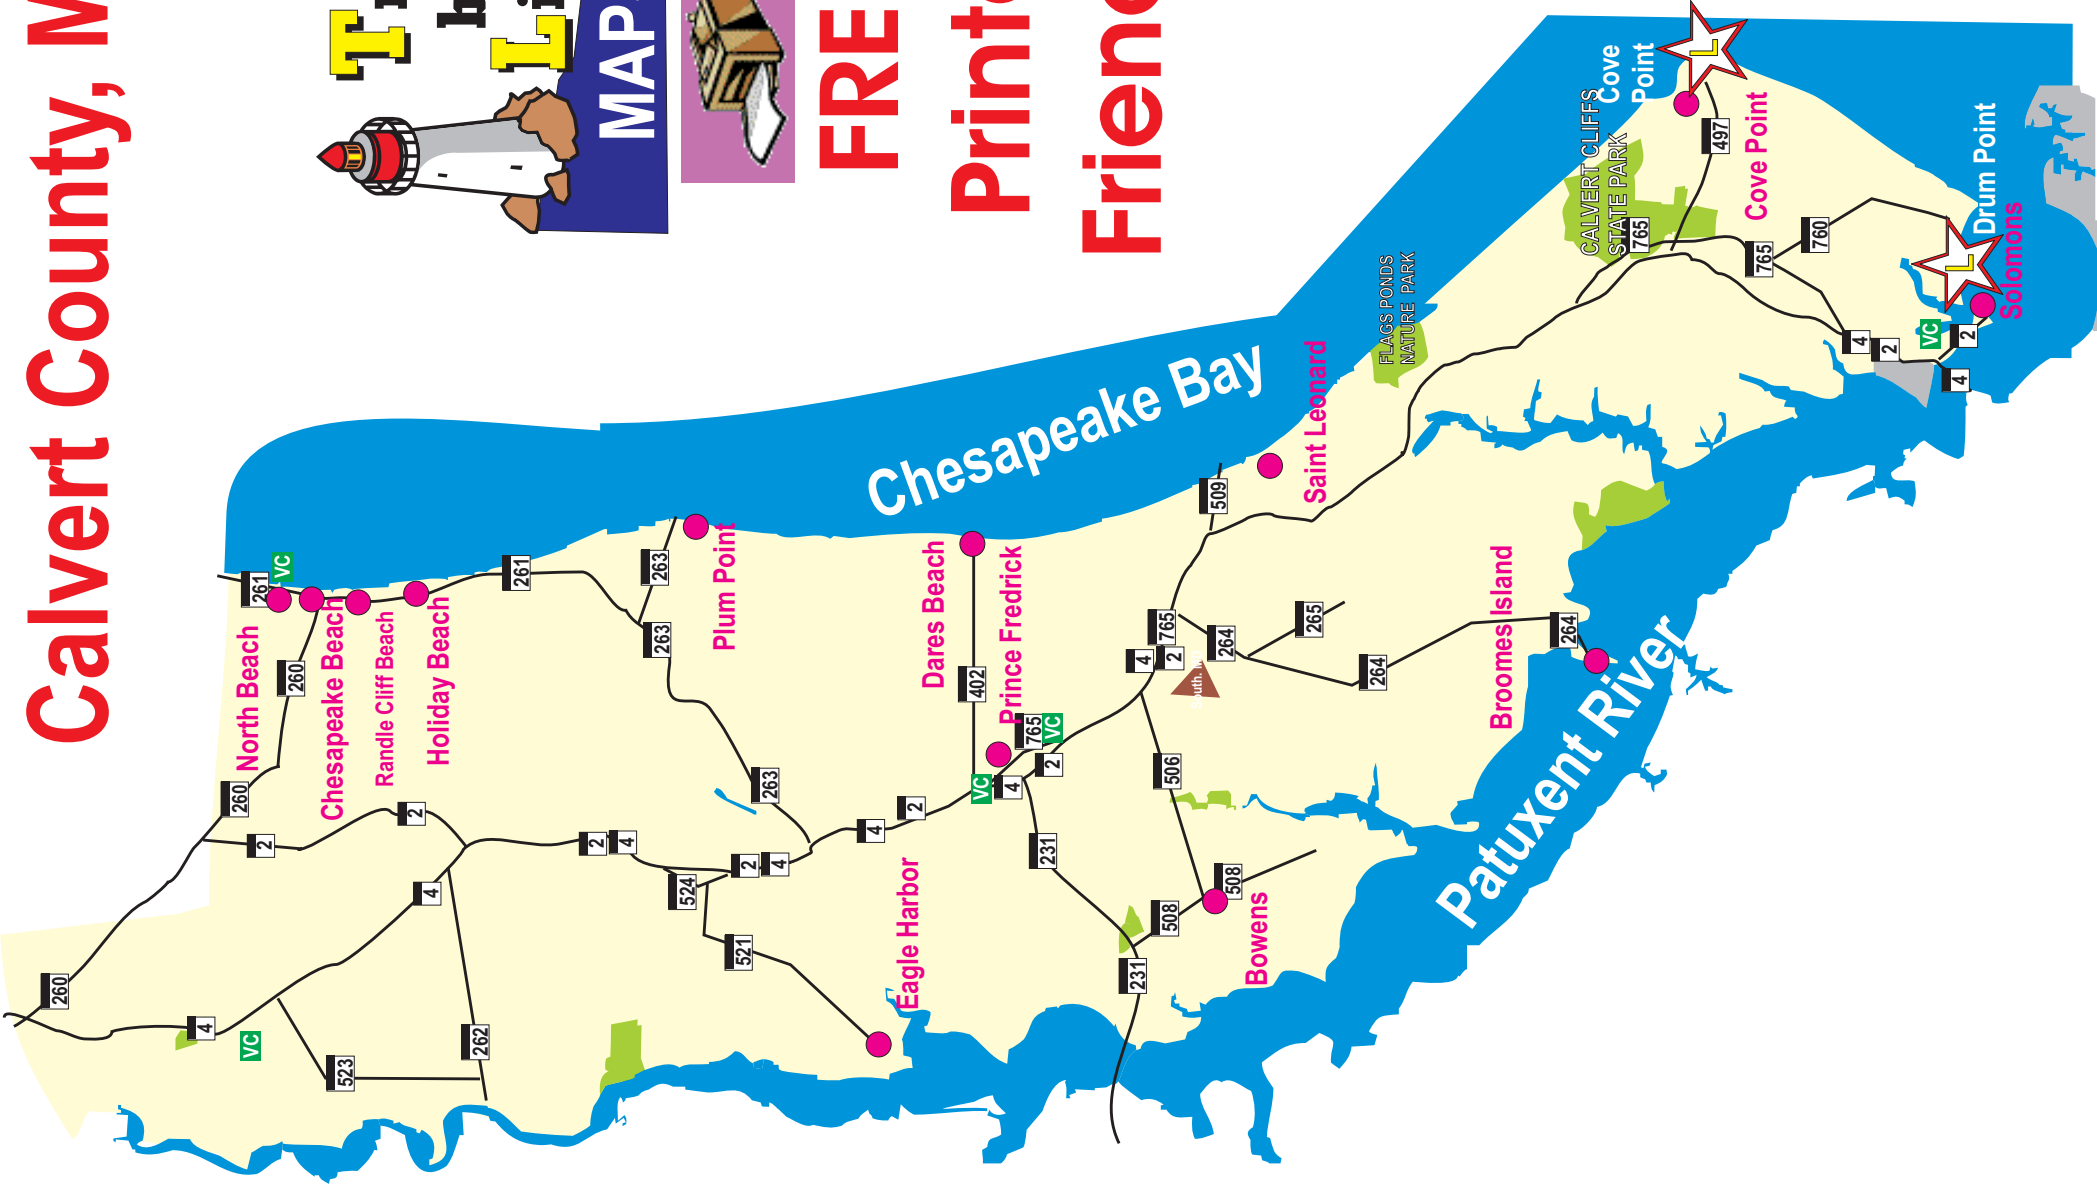 Calvert County, M
MAP
FRE
Print
Friend
Chesapeake Bay
Patuxent River
Cove
Point
Drum Point
CALVERT CLIFFS
STATE PARK
FLAGS PONDS
NATURE PARK
North Beach
Chesapeake Beach
Randle Cliff Beach
Holiday Beach
Plum Point
Dares Beach
Prince Fredrick
Saint Leonard
Cove Point
Solomons
Broomes Island
Eagle Harbor
Bowens
L
L
VC
VC
VC
VC
VC
261
261
260
260
260
263
263
263
2
2
2
4
2
4
4
4
4
2
524
521
523
262
402
765
4
2
231
231
509
765
4
2
264
265
264
264
506
508
508
765
497
765
760
4
2
2
4